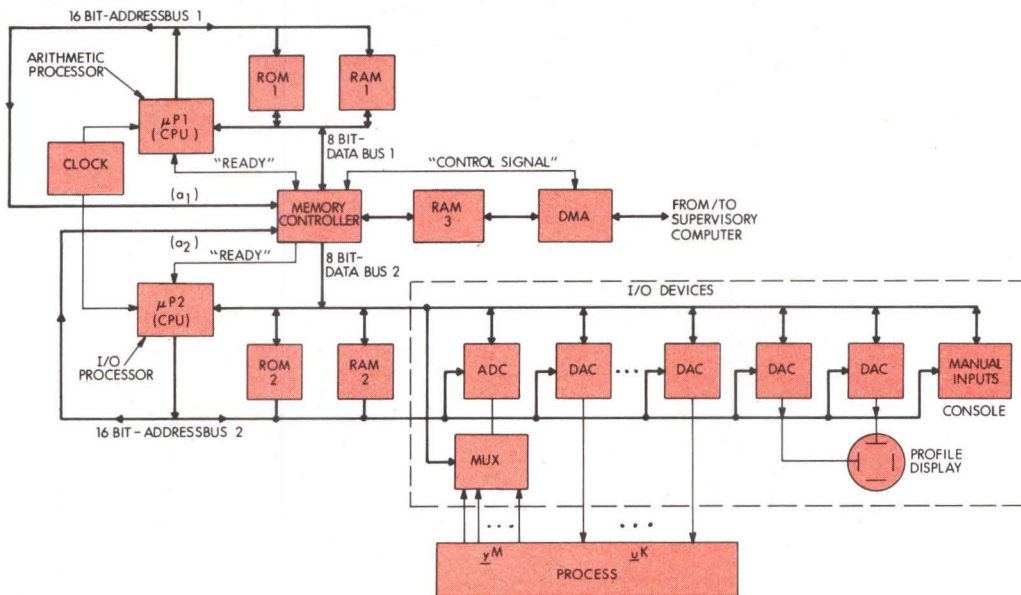 16 BIT-ADDRESSBUS 1
ARITHMETIC
PROCESSOR
ROM
1
RAM
1
μP1
(CPU)
8 BIT-
DATA BUS 1
CLOCK
"READY"
"CONTROL SIGNAL"
(a1)
MEMORY
CONTROLLER
RAM
3
DMA
FROM/TO
SUPERVISORY
COMPUTER
(a2)
"READY"
8 BIT-
DATA BUS 2
I/O DEVICES
μP2
(CPU)
I/O
PROCESSOR
ROM
2
RAM
2
ADC
DAC
...
DAC
DAC
DAC
MANUAL
INPUTS
CONSOLE
16 BIT-ADDRESSBUS 2
MUX
PROFILE
DISPLAY
...
...
yM
uK
PROCESS